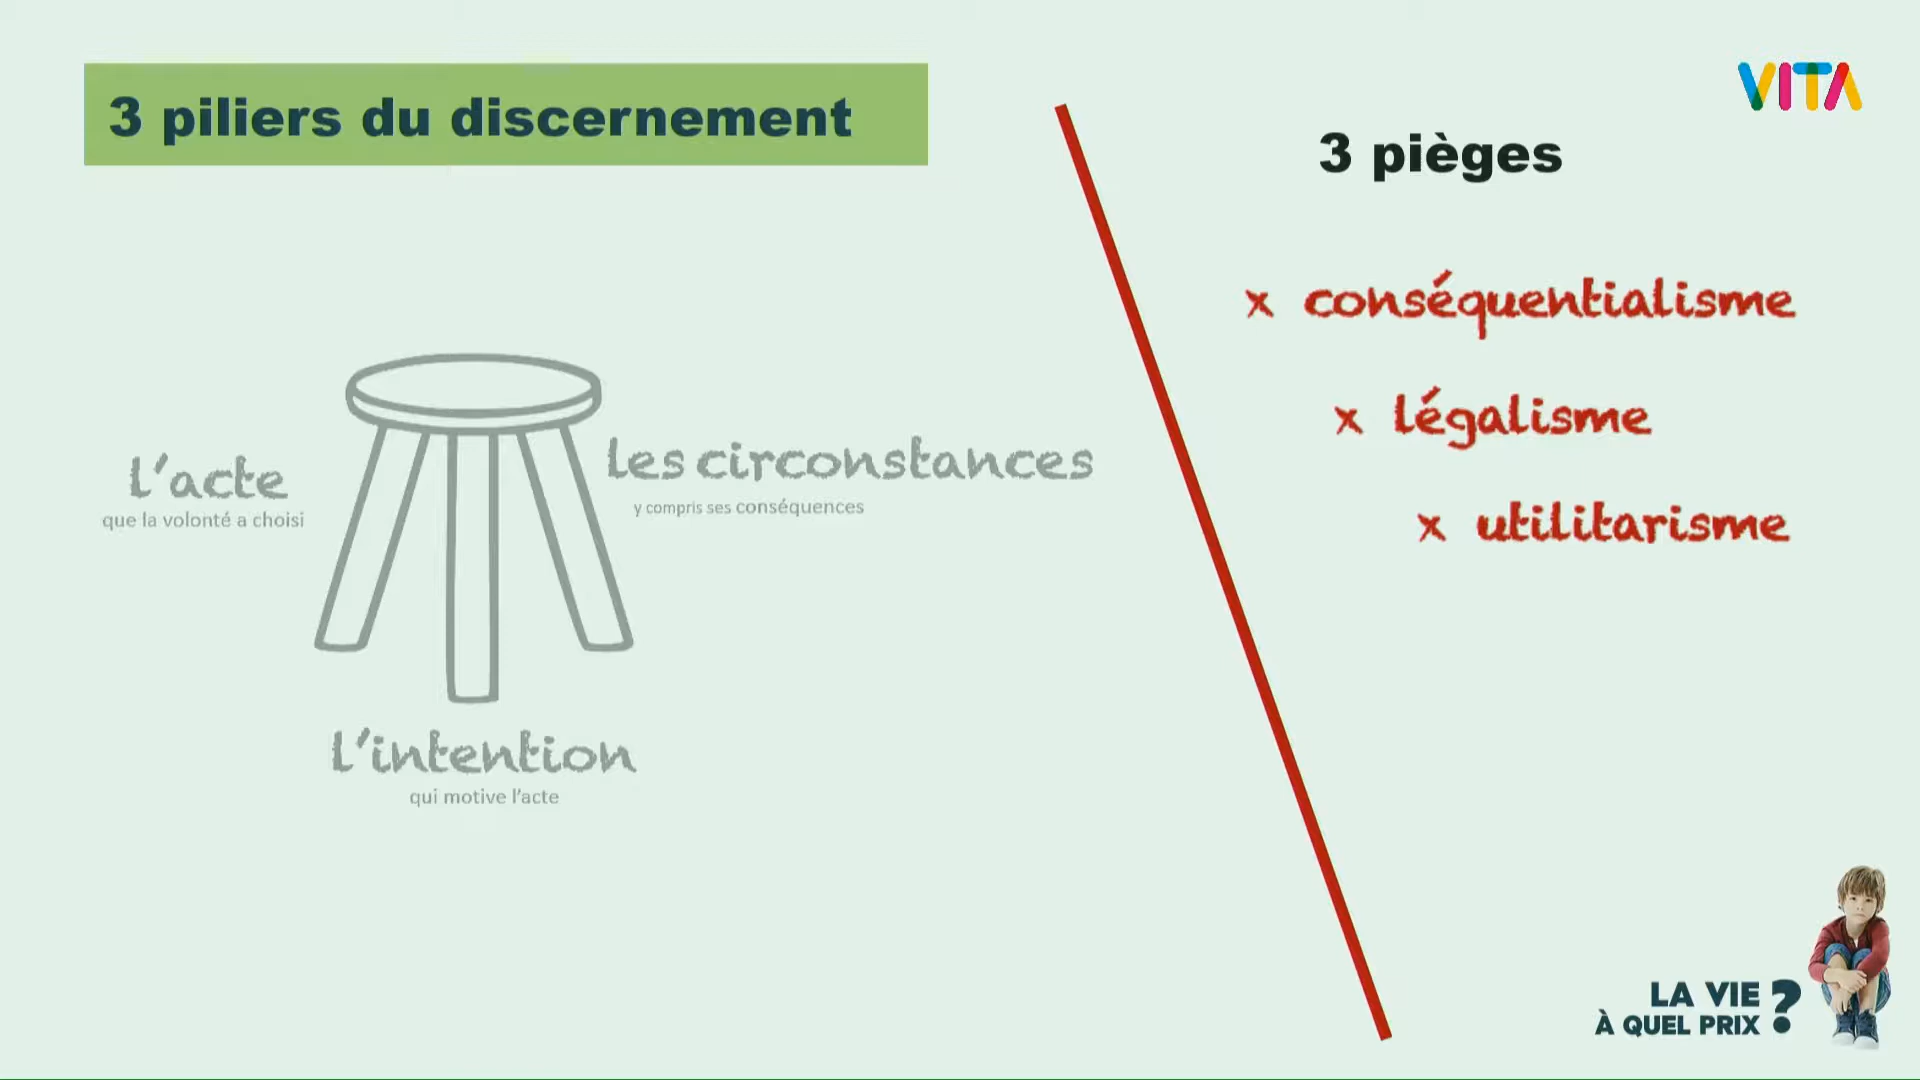 3 piliers du discernement
l'acte
que la volonté a choisi
les circonstances
y compris ses conséquences
l'intention
qui motive l'acte
VITA
3 pièges
x conséquentialisme
x légalisme
x utilitarisme
LA VIE
À QUEL PRIX ?